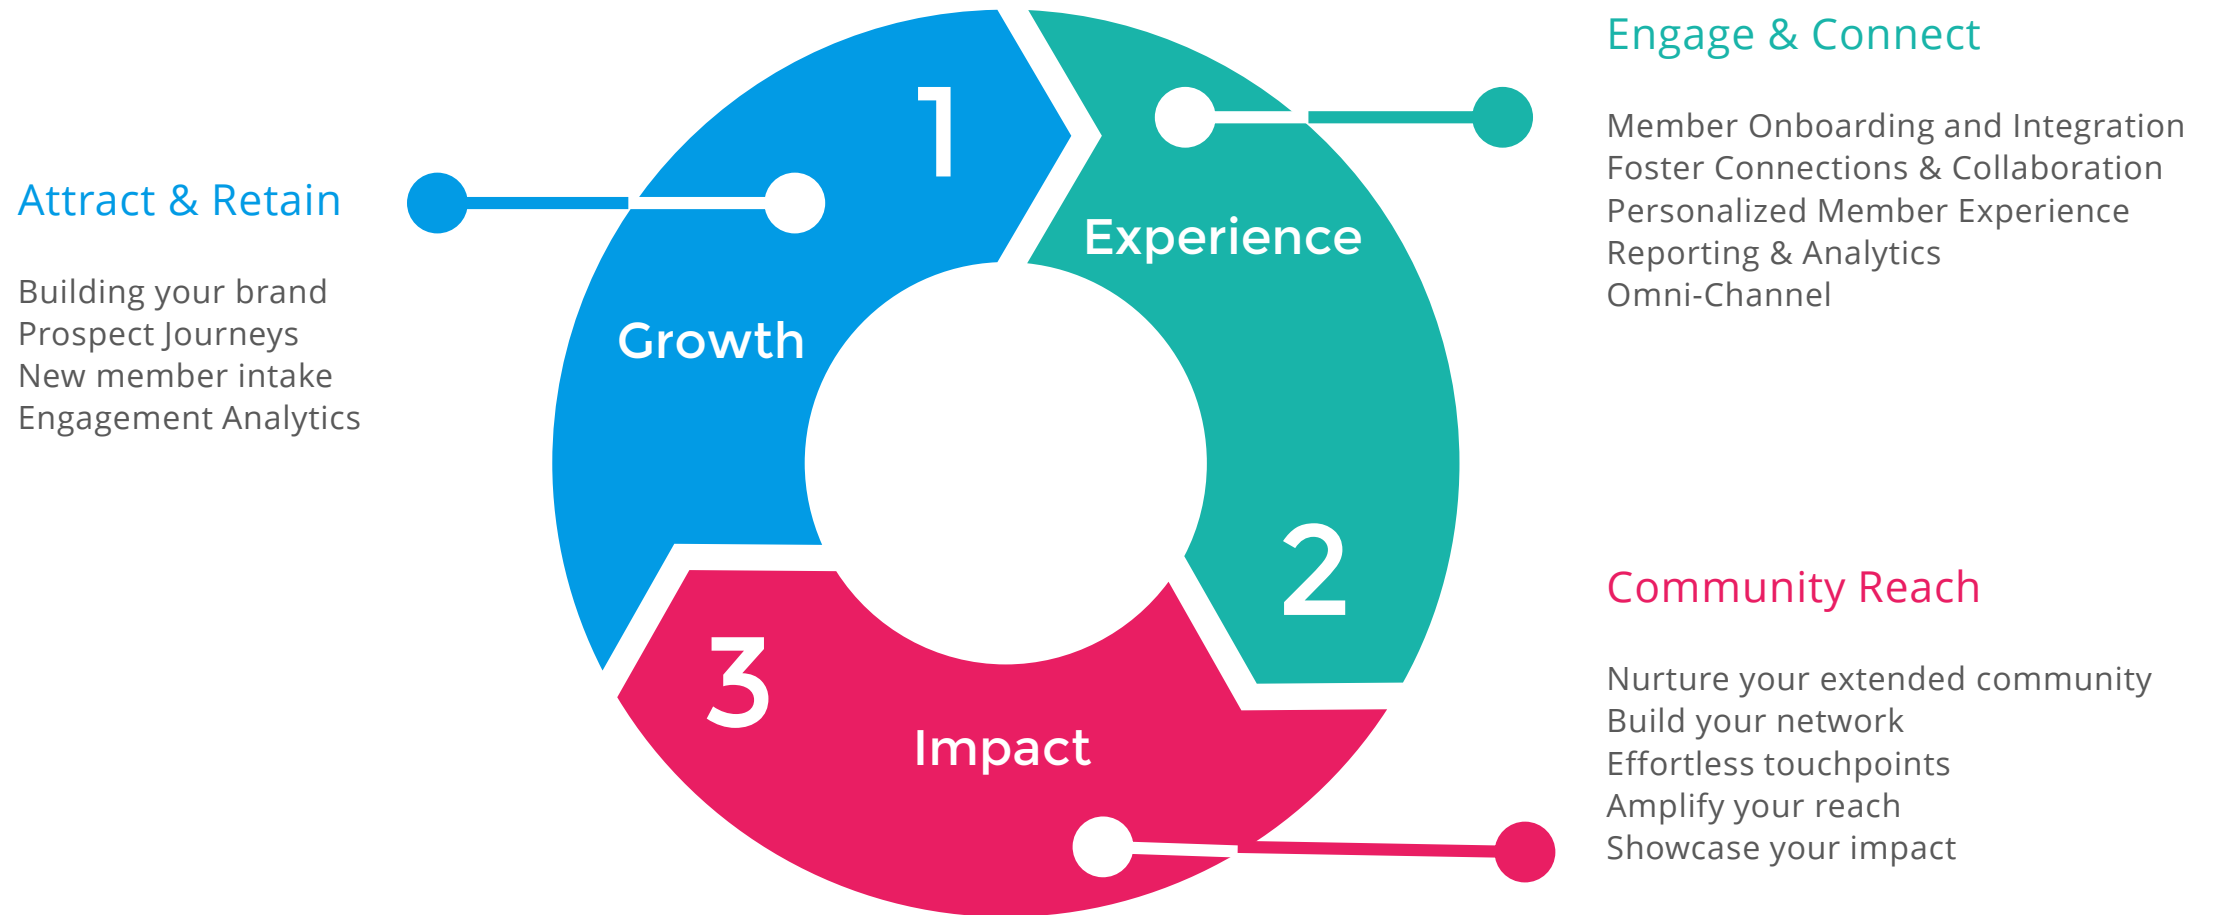 Attract & Retain
Building your brand
Prospect Journeys
New member intake
Engagement Analytics
1
Growth
Experience
2
Engage & Connect
Member Onboarding and Integration
Foster Connections & Collaboration
Personalized Member Experience
Reporting & Analytics
Omni-Channel
3
Impact
Community Reach
Nurture your extended community
Build your network
Effortless touchpoints
Amplify your reach
Showcase your impact